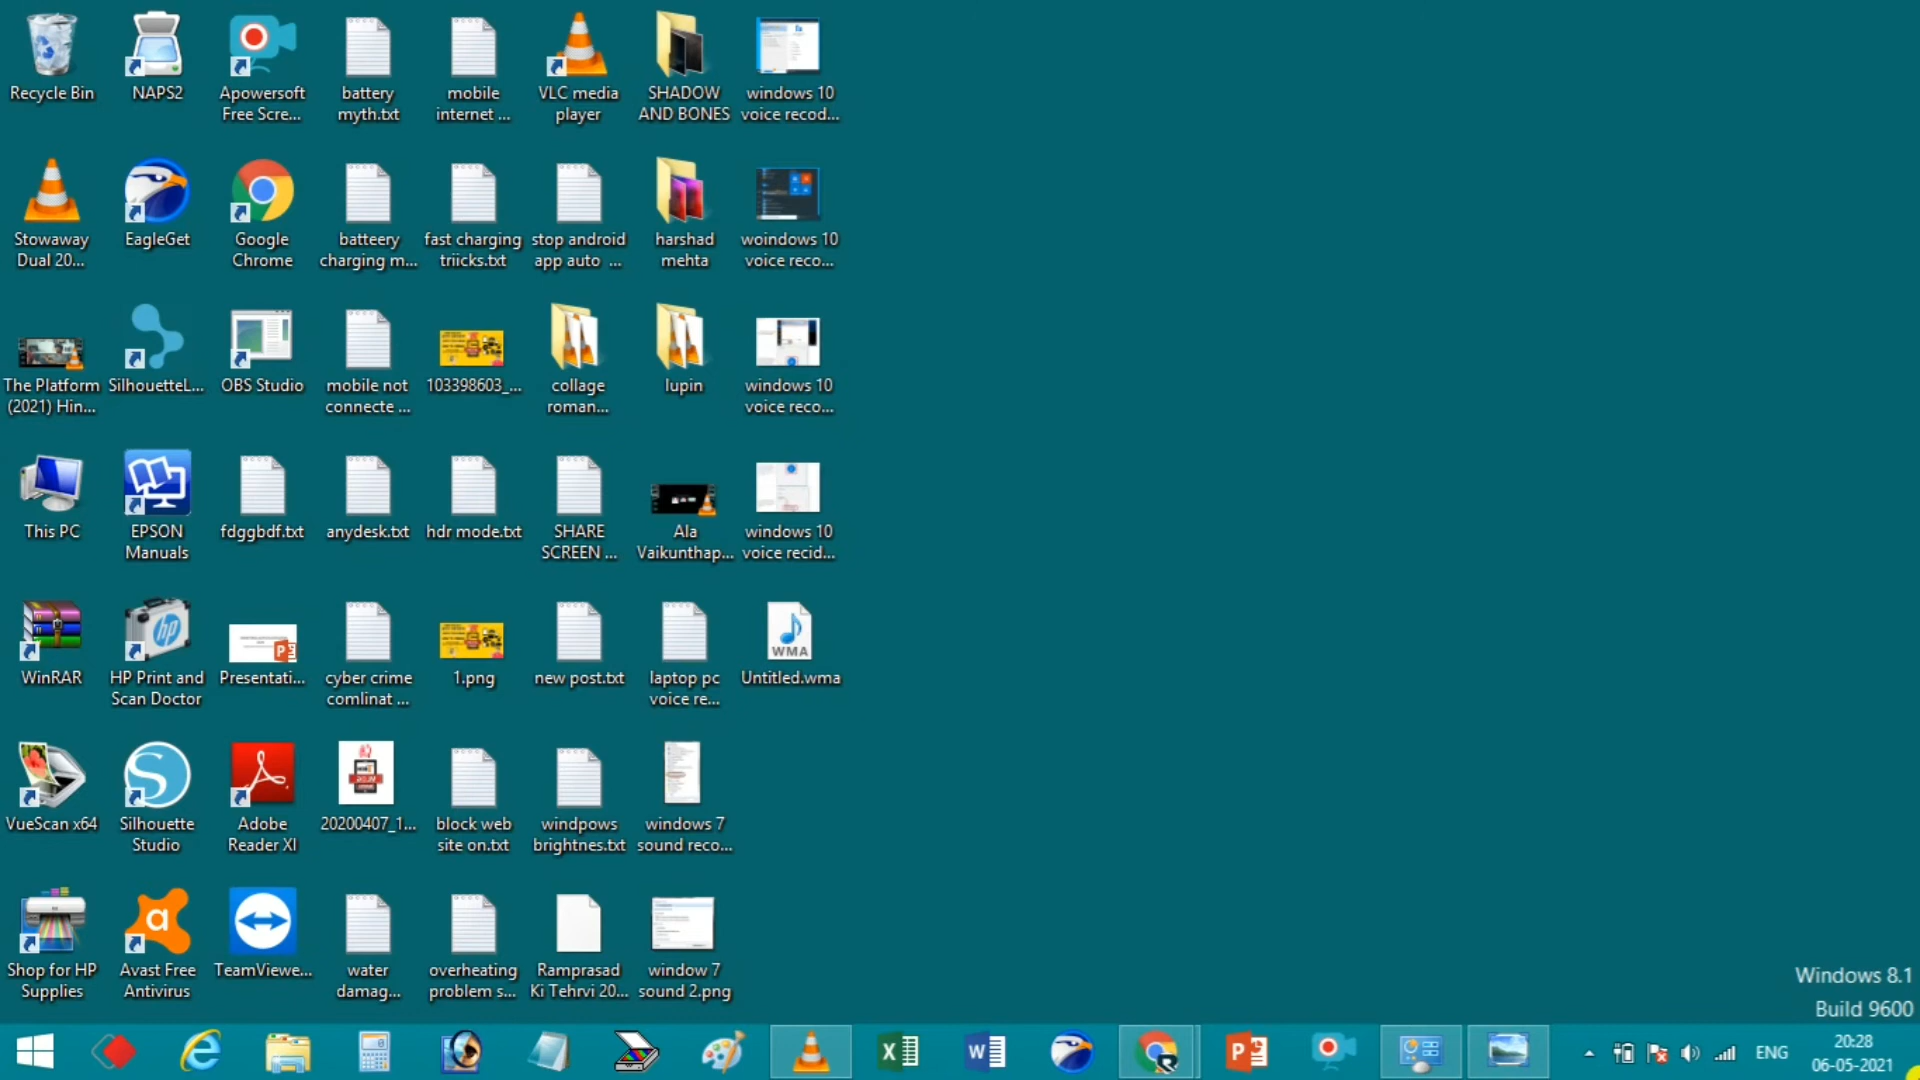 Recycle Bin
NAPS2
Apowersoft
Free Scre...
battery
myth.txt
mobile
internet ...
VLC media
player
SHADOW
AND BONES
windows 10
voice recod...
Stowaway
Dual 20...
EagleGet
Google
Chrome
batteery
charging m...
fast charging
triicks.txt
stop android
app auto ...
harshad
mehta
woindows 10
voice reco...
The Platform
(2021) Hin...
SilhouetteL...
OBS Studio
mobile not
connecte ...
103398603_...
collage
roman...
lupin
windows 10
voice reco...
This PC
EPSON
Manuals
fdggbdf.txt
anydesk.txt
hdr mode.txt
SHARE
SCREEN ...
Ala
Vaikunthap...
windows 10
voice recid...
WinRAR
HP Print and
Scan Doctor
Presentati...
cyber crime
comlinat ...
1.png
new post.txt
laptop pc
voice re...
WMA
Untitled.wma
VueScan x64
Silhouette
Studio
Adobe
Reader XI
20200407_1...
block web
site on.txt
windpows
brightnes.txt
windows 7
sound reco...
Shop for HP
Supplies
Avast Free
Antivirus
TeamViewe...
water
damag...
overheating
problem s...
Ramprasad
Ki Tehrvi 20...
window 7
sound 2.png
Windows 8.1
Build 9600
ENG
20:28
06-05-2021